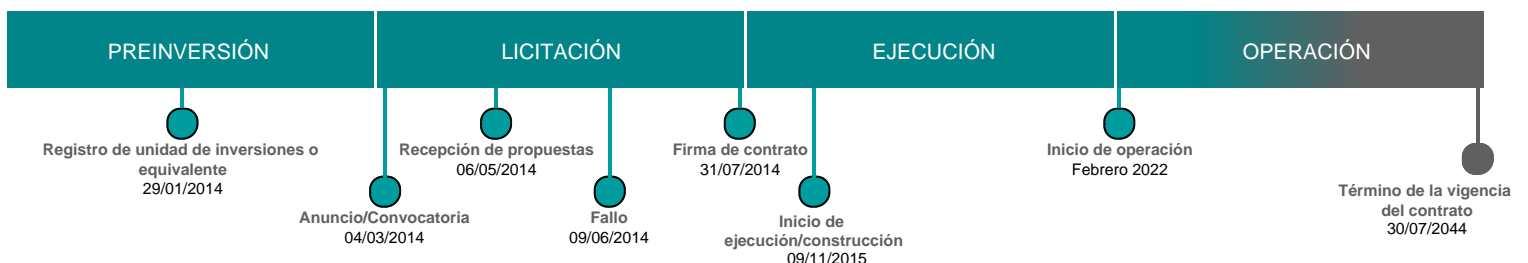 PREINVERSIÓN
LICITACIÓN
EJECUCIÓN
OPERACIÓN
Registro de unidad de inversiones o
equivalente
29/01/2014
Anuncio/Convocatoria
04/03/2014
Recepción de propuestas
06/05/2014
Fallo
09/06/2014
Firma de contrato
31/07/2014
Inicio de
ejecución/construcción
09/11/2015
Inicio de operación
Febrero 2022
Término de la vigencia
del contrato
30/07/2044